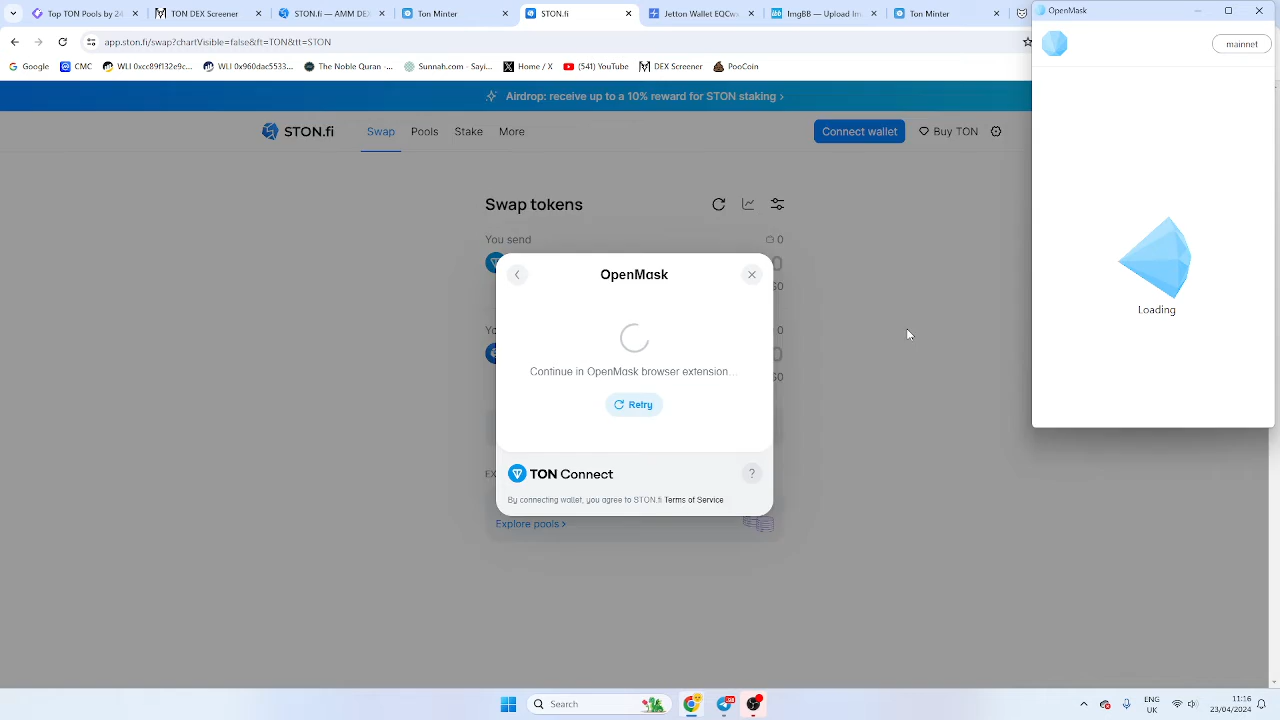 Top TON Pools by 24
TON DEX Screener
STON.fi — AMM DE
Ton Minter
STON.fi
Jetton Wallet EQCw
ImgBB — Upload Im
Ton Minter
OpenMask
app.ston.fi/swap?chartVisible=false&ft=TON&tt=STO
mainnet
Google
CMC
WLI 0xcc89f132e9c...
WLI 0x960dac5533...
The Noble Quran -...
Sunnah.com - Sayi...
Home / X
(541) YouTube
DEX Screener
PooCoin
Airdrop: receive up to a 10% reward for STON staking ›
STON.fi
Swap
Pools
Stake
More
Connect wallet
Buy TON
Swap tokens
You send
0
OpenMask
Loading
Continue in OpenMask browser extension...
Retry
TON Connect
?
By connecting wallet, you agree to STON.fi Terms of Service
Explore pools ›
Search
ENG
UK
11:16
23/04/2024